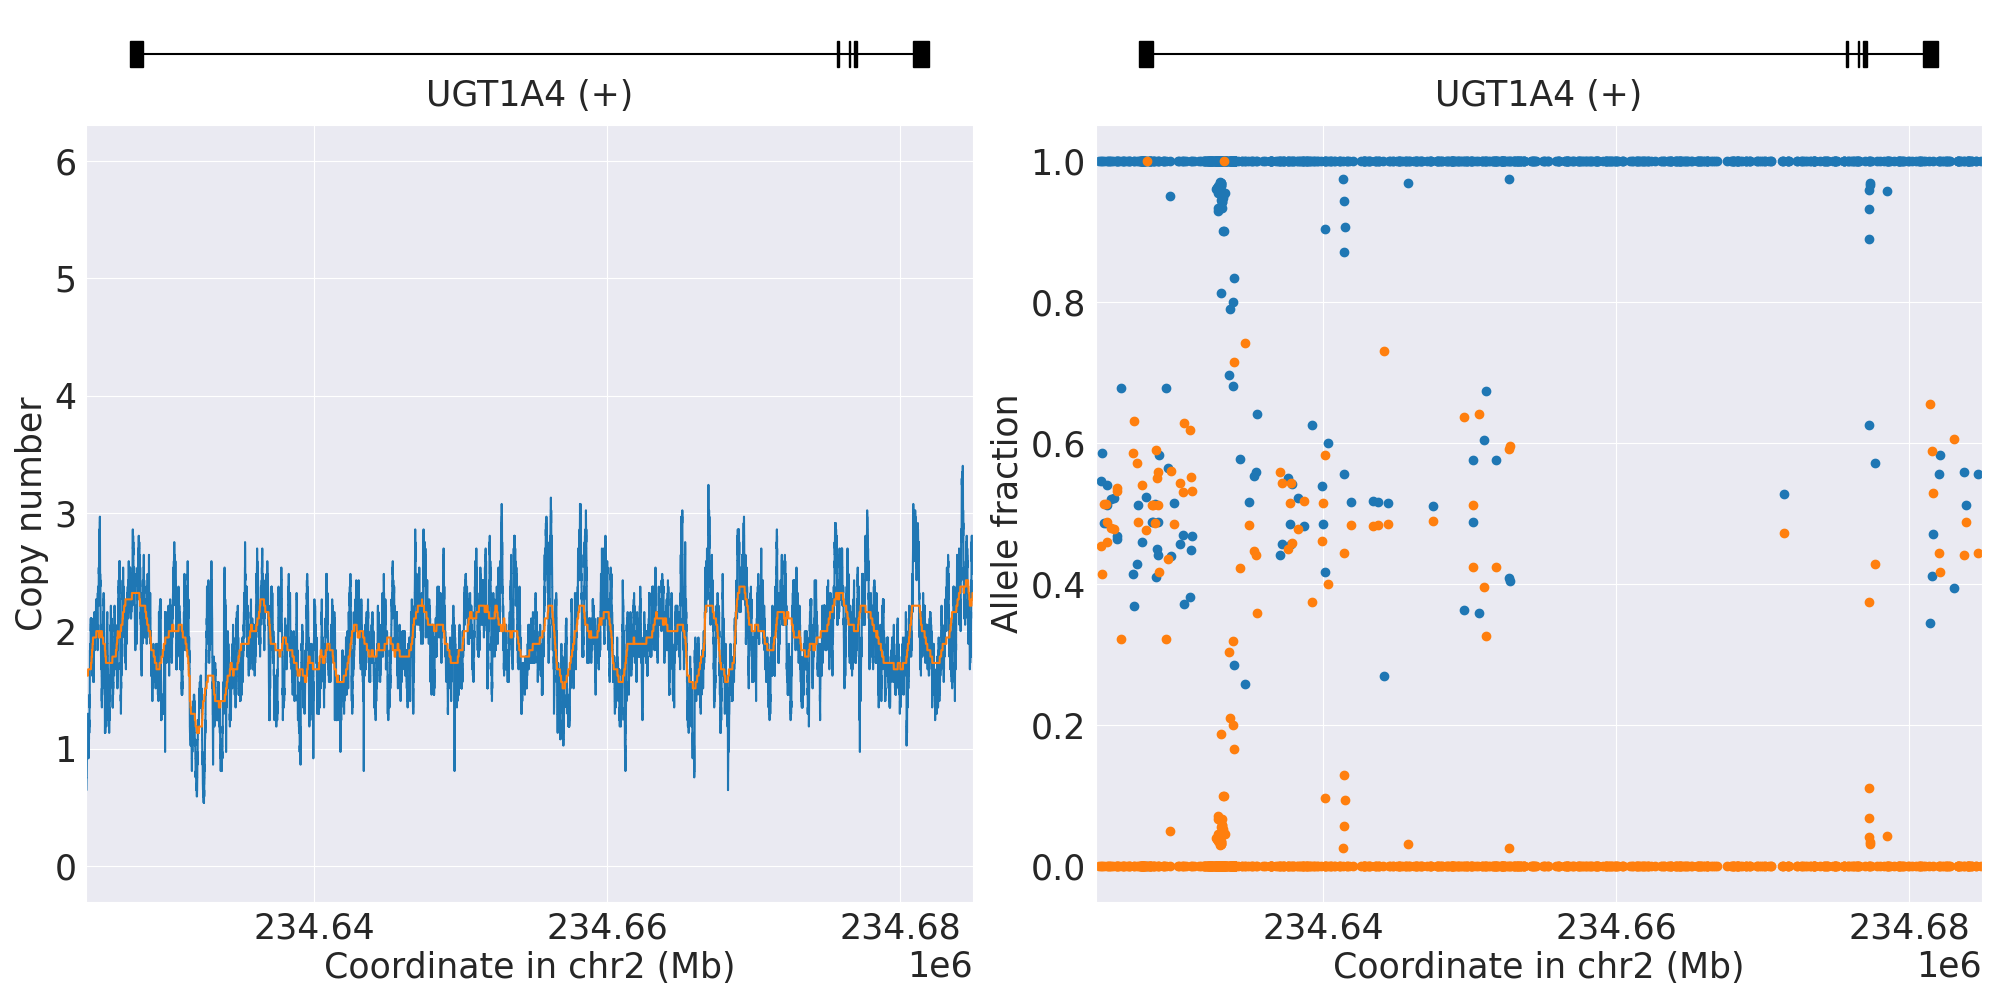 UGT1A4 (+)
6
5
4
3
2
1
0
Copy number
234.64 234.66 234.68
1e6
Coordinate in chr2 (Mb)
UGT1A4 (+)
1.0
0.8
0.6
0.4
0.2
0.0
Allele fraction
234.64 234.66 234.68
1e6
Coordinate in chr2 (Mb)